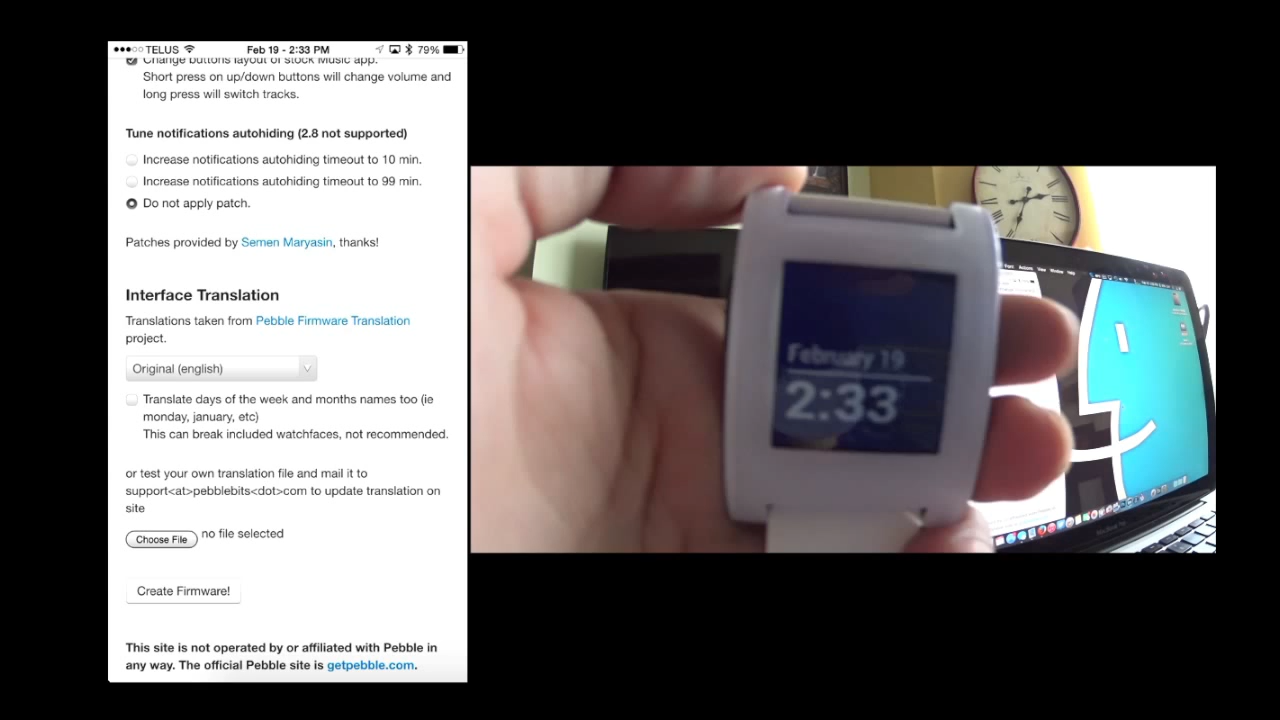 TELUS Feb 19 - 2:33 PM 79%
Change buttons layout of stock Music app.
Short press on up/down buttons will change volume and
long press will switch tracks.
Tune notifications autohiding (2.8 not supported)
Increase notifications autohiding timeout to 10 min.
Increase notifications autohiding timeout to 99 min.
Do not apply patch.
Patches provided by Semen Maryasin, thanks!
Interface Translation
Translations taken from Pebble Firmware Translation
project.
Original (english)
Translate days of the week and months names too (ie
monday, january, etc)
This can break included watchfaces, not recommended.
or test your own translation file and mail it to
support<at>pebblebits<dot>com to update translation on
site
Choose File no file selected
Create Firmware!
This site is not operated by or affiliated with Pebble in
any way. The official Pebble site is getpebble.com.
February 19
2:33